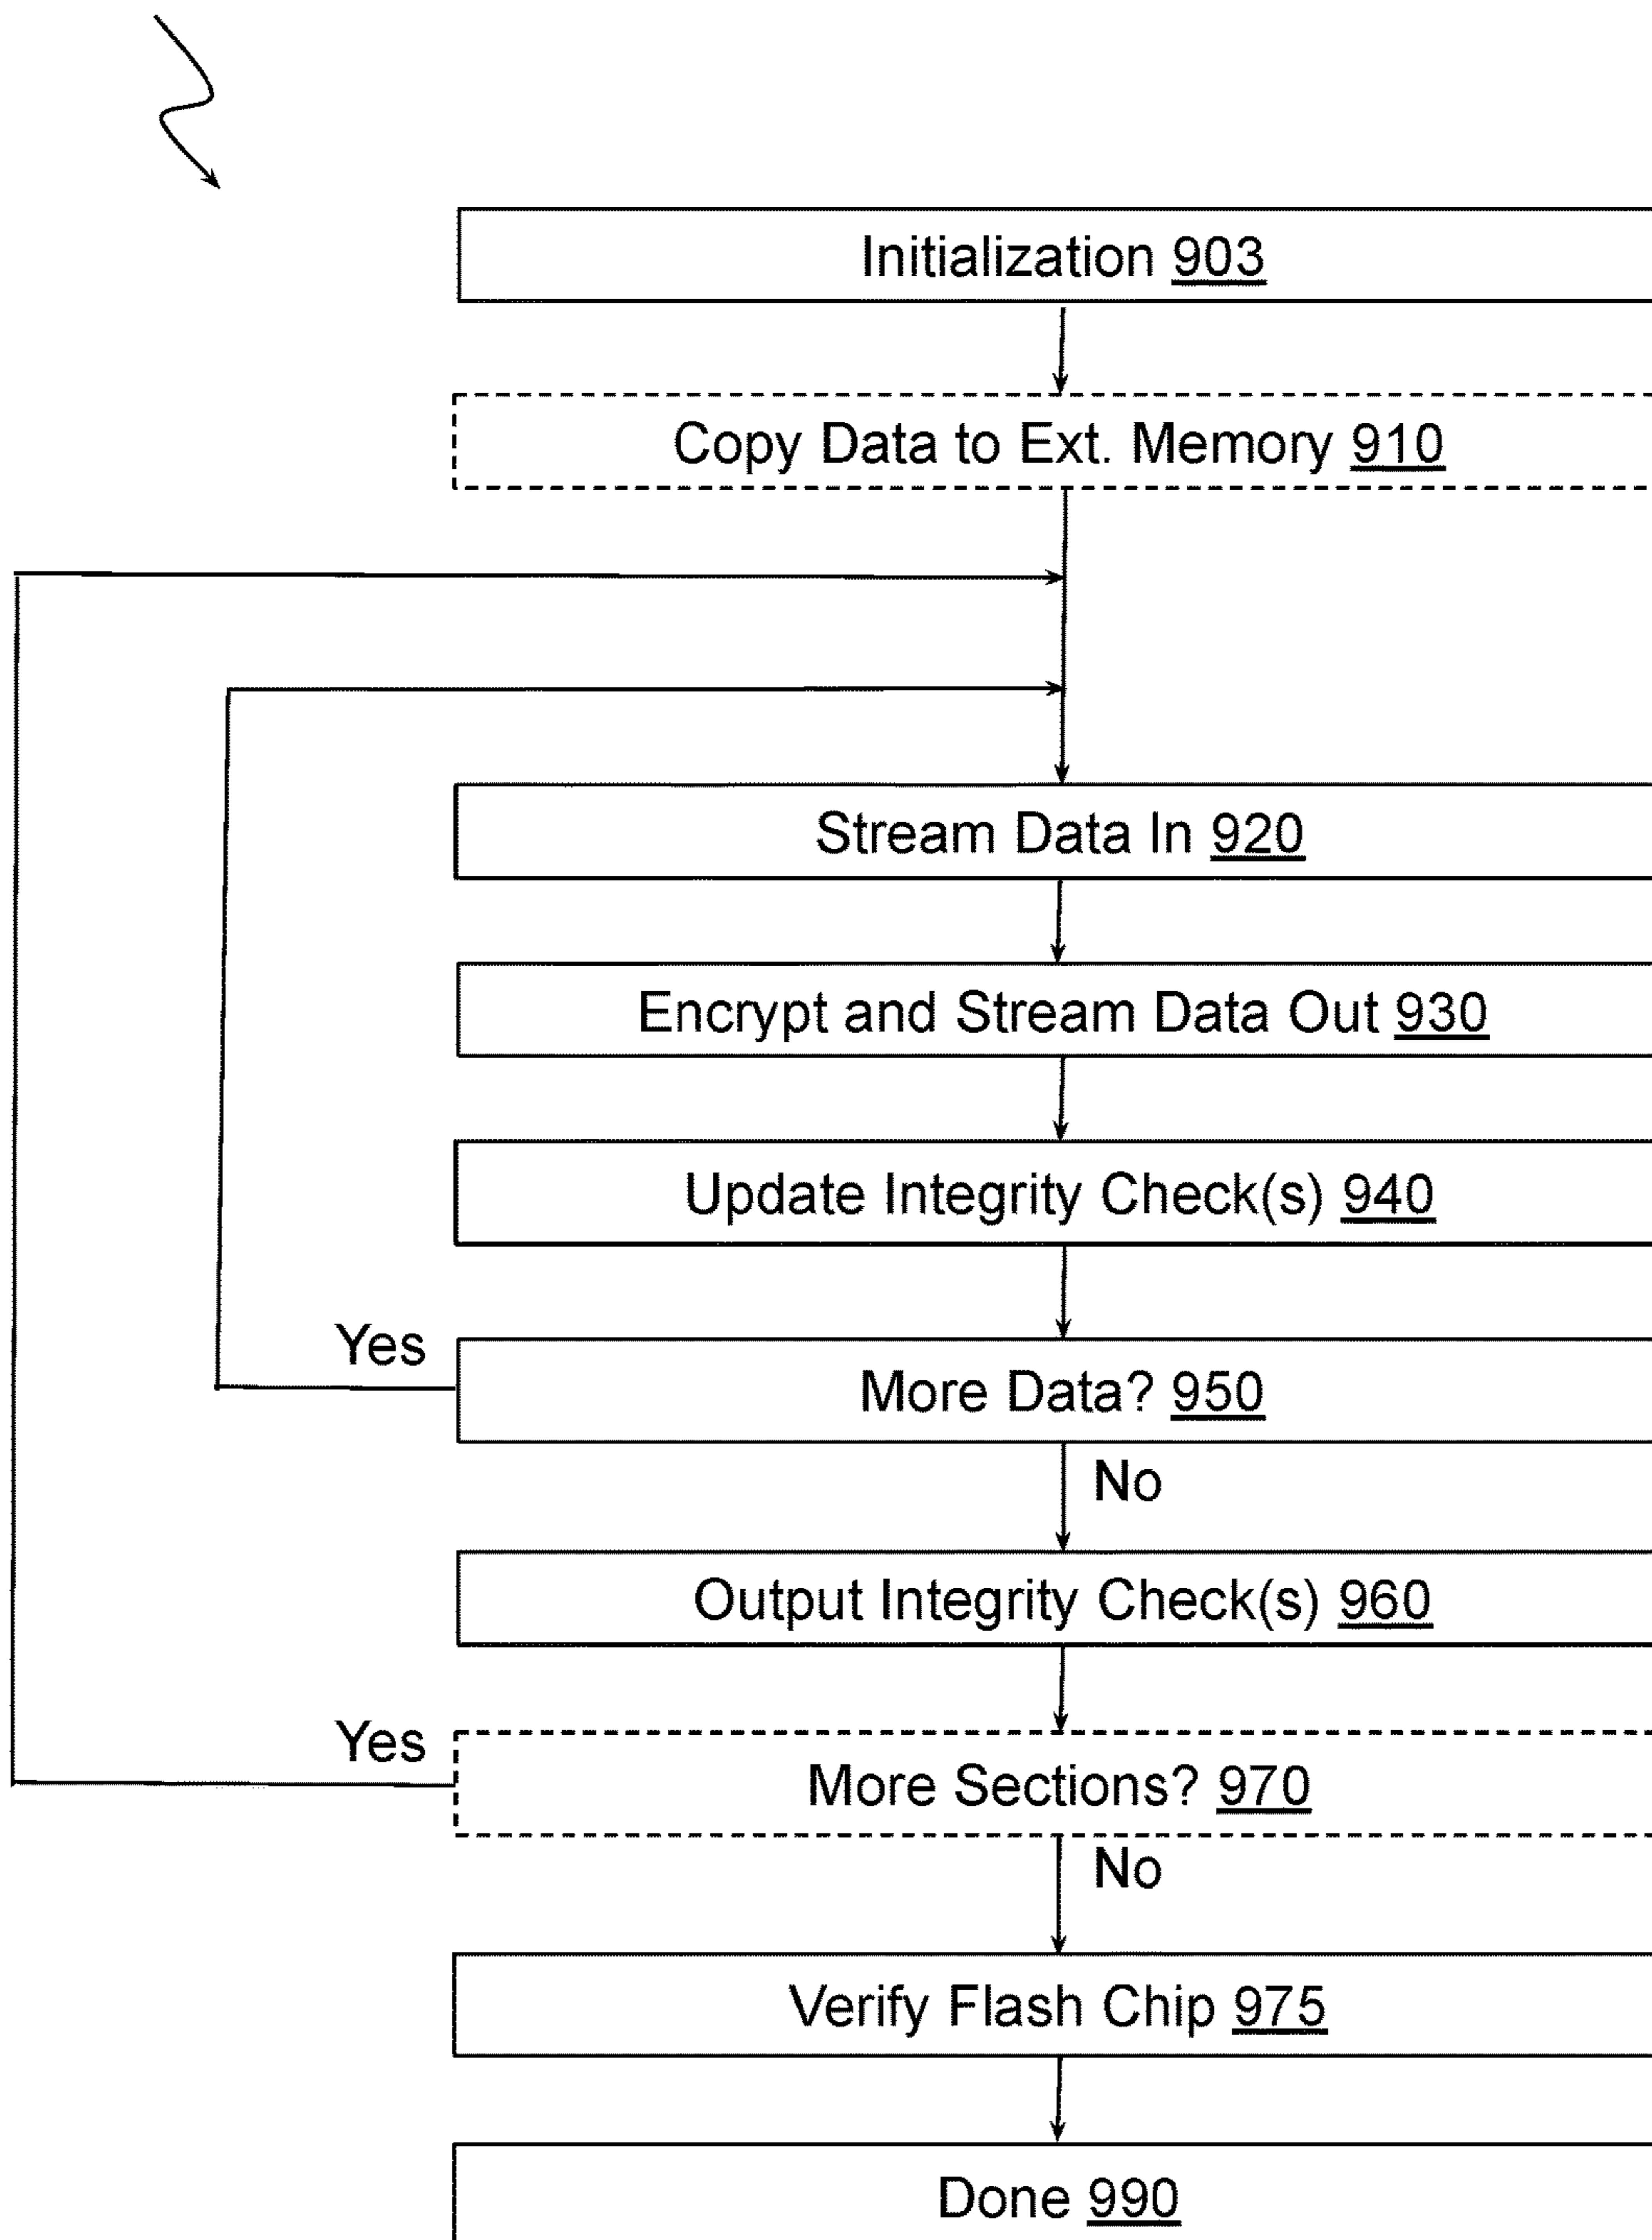 Initialization 903
Copy Data to Ext. Memory 910
Stream Data In 920
Encrypt and Stream Data Out 930
Update Integrity Check(s) 940
Yes
More Data? 950
No
Output Integrity Check(s) 960
Yes
More Sections? 970
No
Verify Flash Chip 975
Done 990